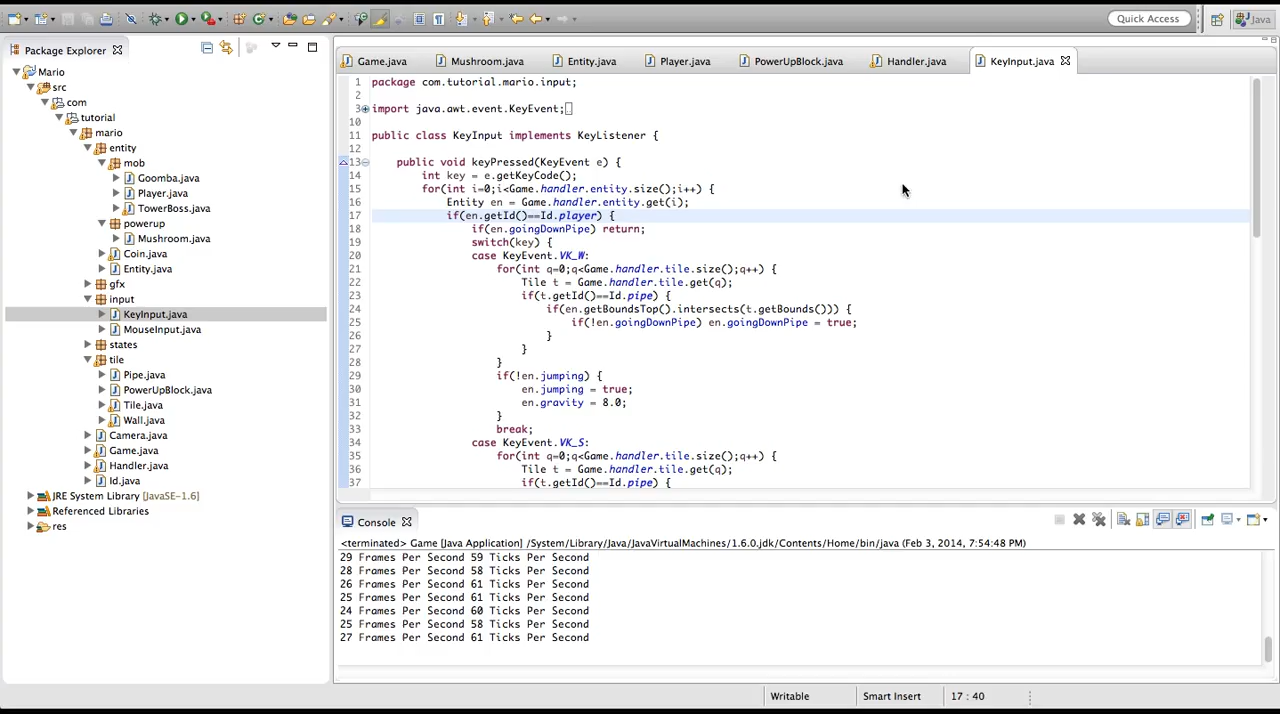 Quick Access
Java
Package Explorer
Mario
src
com
tutorial
mario
entity
mob
Goomba.java
Player.java
TowerBoss.java
powerup
Mushroom.java
Coin.java
Entity.java
gfx
input
KeyInput.java
MouseInput.java
states
tile
Pipe.java
PowerUpBlock.java
Tile.java
Wall.java
Camera.java
Game.java
Handler.java
Id.java
JRE System Library [JavaSE-1.6]
Referenced Libraries
res
Game.java Mushroom.java Entity.java Player.java PowerUpBlock.java Handler.java KeyInput.java
1 package com.tutorial.mario.input;
2
3 import java.awt.event.KeyEvent;
10
11 public class KeyInput implements KeyListener {
12
13 public void keyPressed(KeyEvent e) {
14 int key = e.getKeyCode();
15 for(int i=0;i<Game.handler.entity.size();i++) {
16 Entity en = Game.handler.entity.get(i);
17 if(en.getId()==Id.player) {
18 if(en.goingDownPipe) return;
19 switch(key) {
20 case KeyEvent.VK_W:
21 for(int q=0;q<Game.handler.tile.size();q++) {
22 Tile t = Game.handler.tile.get(q);
23 if(t.getId()==Id.pipe) {
24 if(en.getBoundsTop().intersects(t.getBounds())) {
25 if(!en.goingDownPipe) en.goingDownPipe = true;
26 }
27 }
28 }
29 if(!en.jumping) {
30 en.jumping = true;
31 en.gravity = 8.0;
32 }
33 break;
34 case KeyEvent.VK_S:
35 for(int q=0;q<Game.handler.tile.size();q++) {
36 Tile t = Game.handler.tile.get(q);
37 if(t.getId()==Id.pipe) {
Console
<terminated> Game [Java Application] /System/Library/Java/JavaVirtualMachines/1.6.0.jdk/Contents/Home/bin/java (Feb 3, 2014, 7:54:48 PM)
29 Frames Per Second 59 Ticks Per Second
28 Frames Per Second 58 Ticks Per Second
26 Frames Per Second 61 Ticks Per Second
25 Frames Per Second 61 Ticks Per Second
24 Frames Per Second 60 Ticks Per Second
25 Frames Per Second 58 Ticks Per Second
27 Frames Per Second 61 Ticks Per Second
Writable Smart Insert 17 : 40